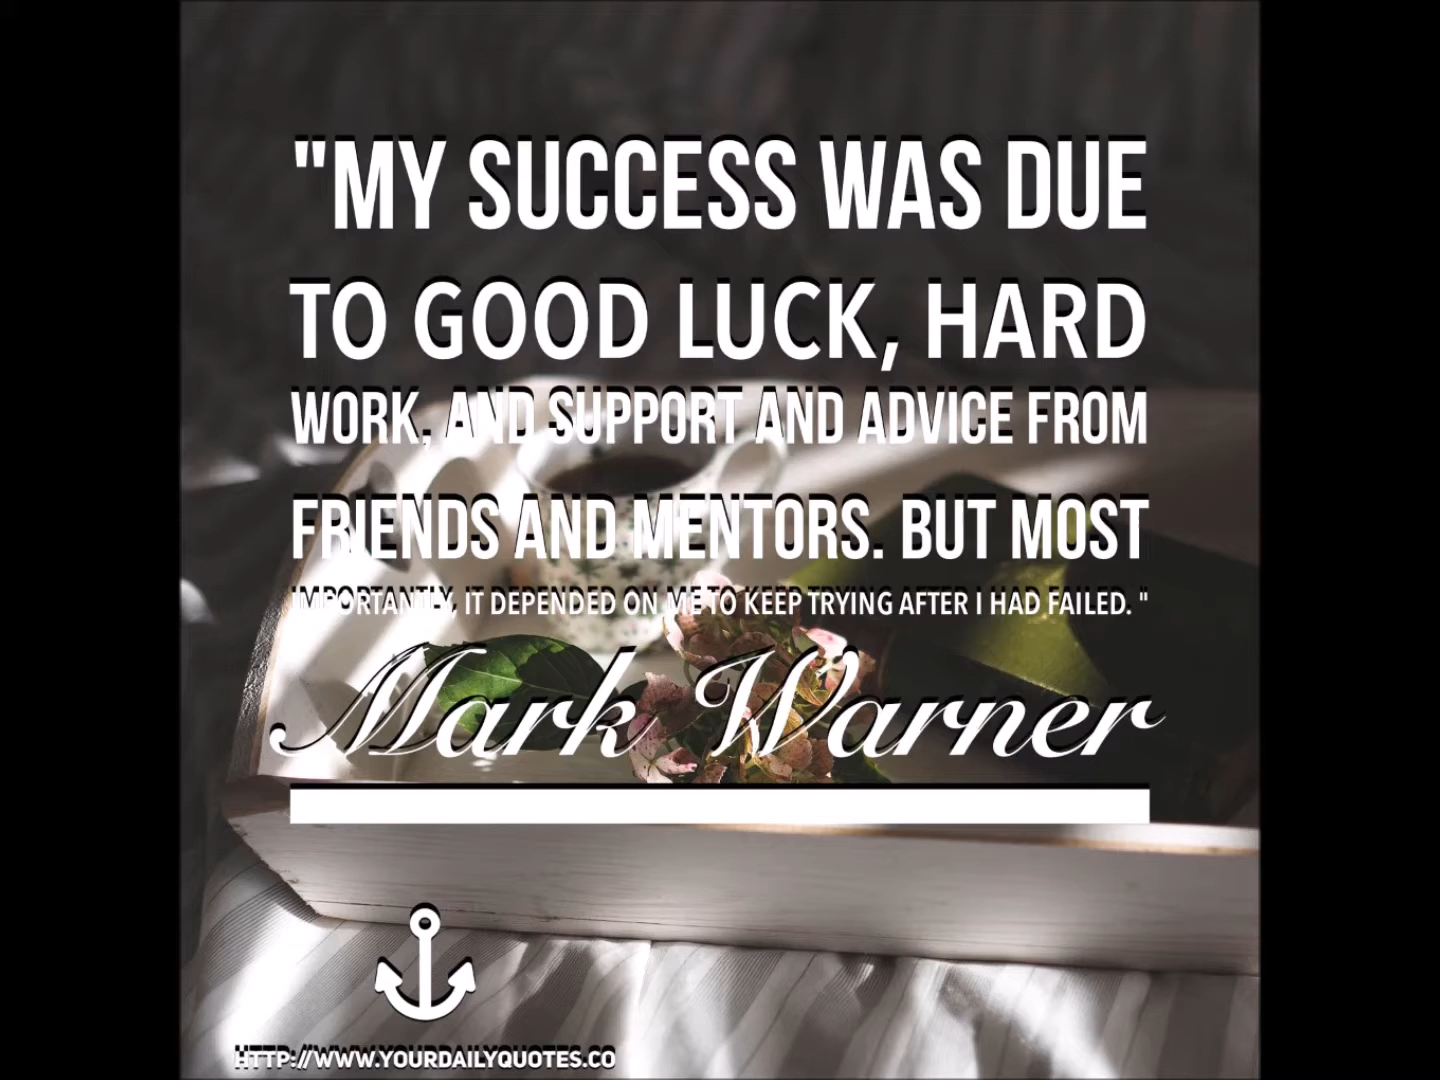 "MY SUCCESS WAS DUE
TO GOOD LUCK, HARD
WORK, AND SUPPORT AND ADVICE FROM
FRIENDS AND MENTORS. BUT MOST
IMPORTANTLY, IT DEPENDED ON ME TO KEEP TRYING AFTER I HAD FAILED. "
Mark Warner
HTTP://WWW.YOURDAILYQUOTES.CO